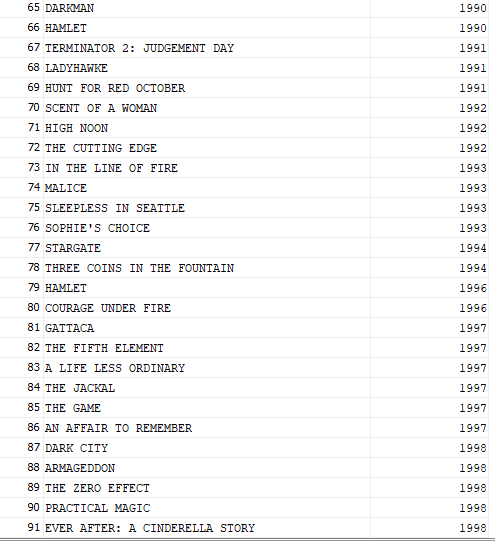 65 DARKMAN 1990
66 HAMLET 1990
67 TERMINATOR 2: JUDGEMENT DAY 1991
68 LADYHAWKE 1991
69 HUNT FOR RED OCTOBER 1991
70 SCENT OF A WOMAN 1992
71 HIGH NOON 1992
72 THE CUTTING EDGE 1992
73 IN THE LINE OF FIRE 1993
74 MALICE 1993
75 SLEEPLESS IN SEATTLE 1993
76 SOPHIE'S CHOICE 1993
77 STARGATE 1994
78 THREE COINS IN THE FOUNTAIN 1994
79 HAMLET 1996
80 COURAGE UNDER FIRE 1996
81 GATTACA 1997
82 THE FIFTH ELEMENT 1997
83 A LIFE LESS ORDINARY 1997
84 THE JACKAL 1997
85 THE GAME 1997
86 AN AFFAIR TO REMEMBER 1997
87 DARK CITY 1998
88 ARMAGEDDON 1998
89 THE ZERO EFFECT 1998
90 PRACTICAL MAGIC 1998
91 EVER AFTER: A CINDERELLA STORY 1998